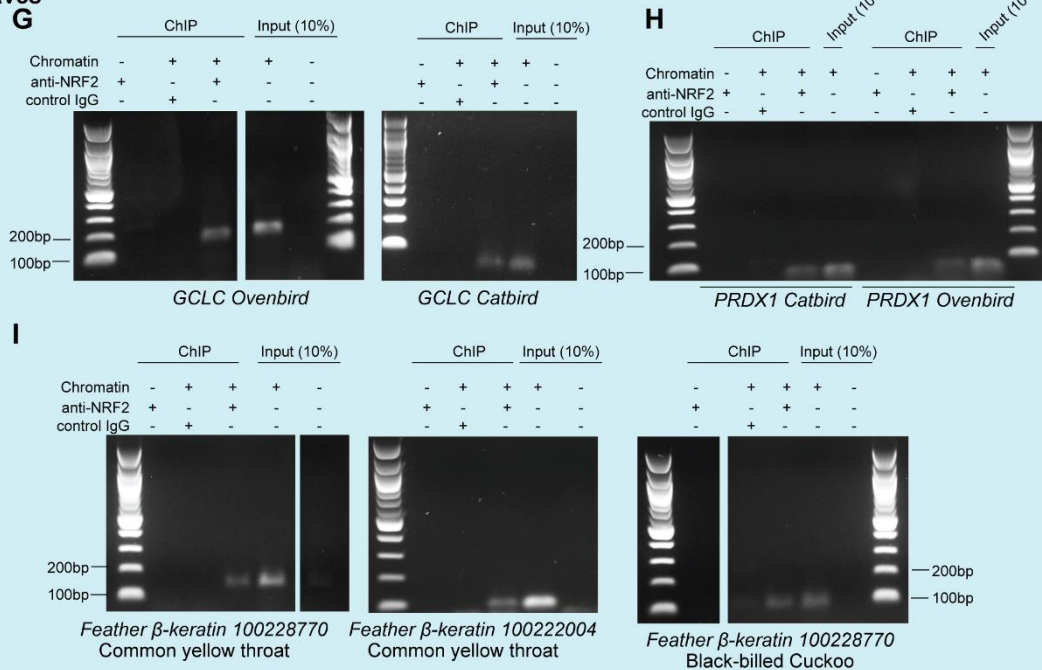 G
ChIP Input (10%)
Chromatin - + + + -
anti-NRF2 + - + - -
control IgG - + - - -
200bp
100bp
GCLC Ovenbird
ChIP Input (10%)
- + + + -
+ - + - -
- + - - -
GCLC Catbird
H
ChIP ChIP
Chromatin - + + + - + + +
anti-NRF2 + - + - + - + -
control IgG - + - - - + - -
200bp
100bp
PRDX1 Catbird PRDX1 Ovenbird
I
ChIP Input (10%)
Chromatin - + + + -
anti-NRF2 + - + - -
control IgG - + - - -
200bp
100bp
Feather β-keratin 100228770
Common yellow throat
ChIP Input (10%)
- + + + -
+ - + - -
- + - - -
Feather β-keratin 100222004
Common yellow throat
ChIP Input (10%)
- + + + -
+ - + - -
- + - - -
200bp
100bp
Feather β-keratin 100228770
Black-billed Cuckoo